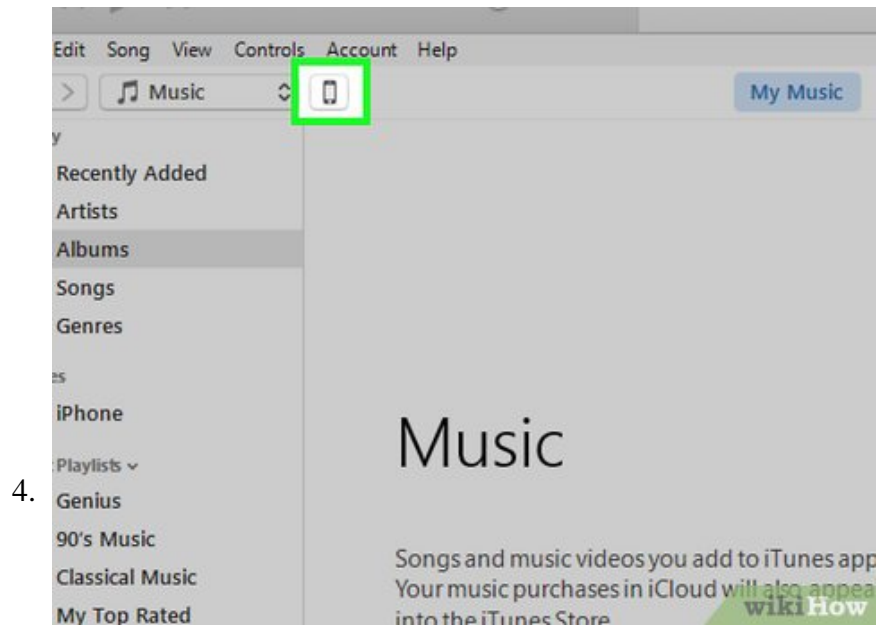 Edit Song View Controls Account Help
> Music
My Music
y
Recently Added
Artists
Albums
Songs
Genres
es
iPhone
Playlists
4.
Genius
90's Music
Classical Music
My Top Rated
Music
Songs and music videos you add to iTunes app
Your music purchases in iCloud will also appea
into the iTunes Store.
wikiHow